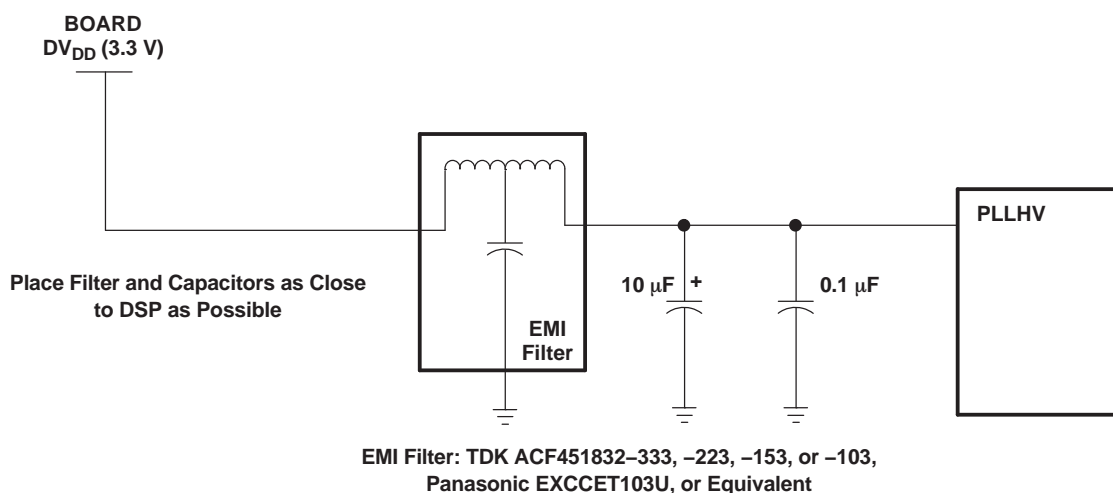 BOARD
DVDD (3.3 V)
PLLHV
Place Filter and Capacitors as Close
to DSP as Possible
10 μF +
0.1 μF
EMI
Filter
EMI Filter: TDK ACF451832–333, –223, –153, or –103,
Panasonic EXCCET103U, or Equivalent